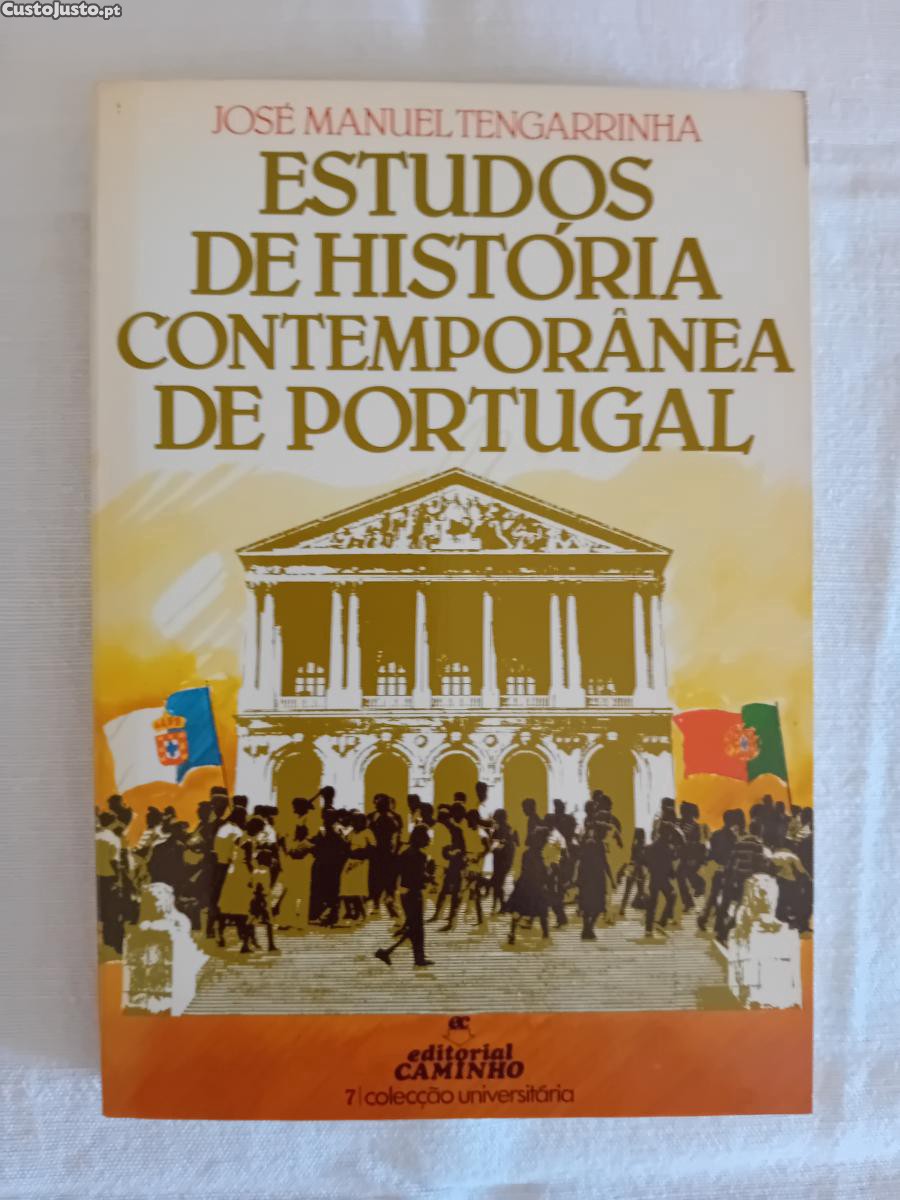 CustoJusto.pt
JOSÉ MANUEL TENGARRINHA
ESTUDOS
DE HISTÓRIA
CONTEMPORÂNEA
DE PORTUGAL
ec
editorial
CAMINHO
7|colecção universitária